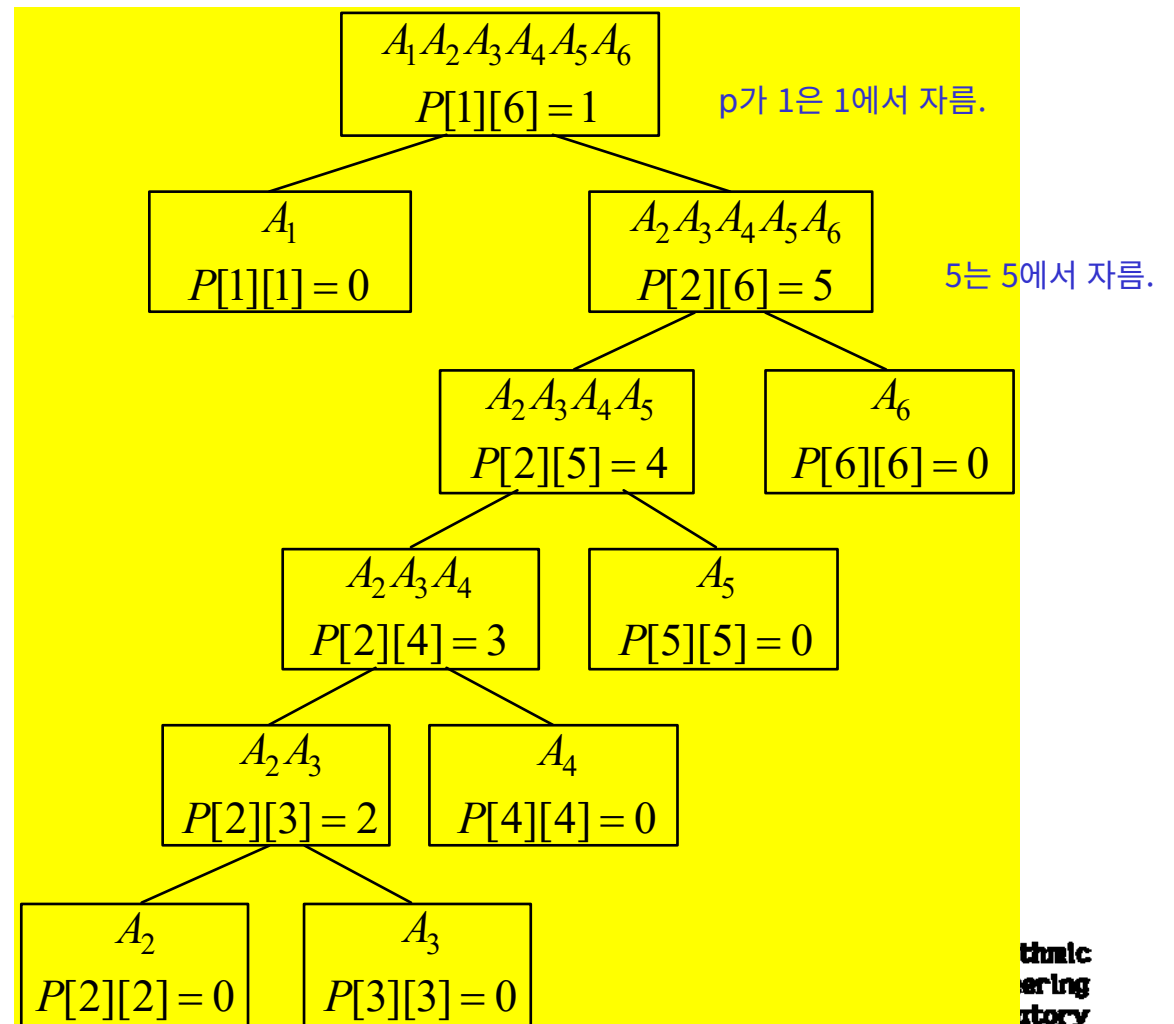 A₁A₂A₃A₄A₅A₆
P[1][6] = 1
p가 1은 1에서 자름.
A₁
P[1][1] = 0
A₂A₃A₄A₅A₆
P[2][6] = 5
5는 5에서 자름.
A₂A₃A₄A₅
P[2][5] = 4
A₆
P[6][6] = 0
A₂A₃A₄
P[2][4] = 3
A₅
P[5][5] = 0
A₂A₃
P[2][3] = 2
A₄
P[4][4] = 0
A₂
P[2][2] = 0
A₃
P[3][3] = 0
thmic
ering